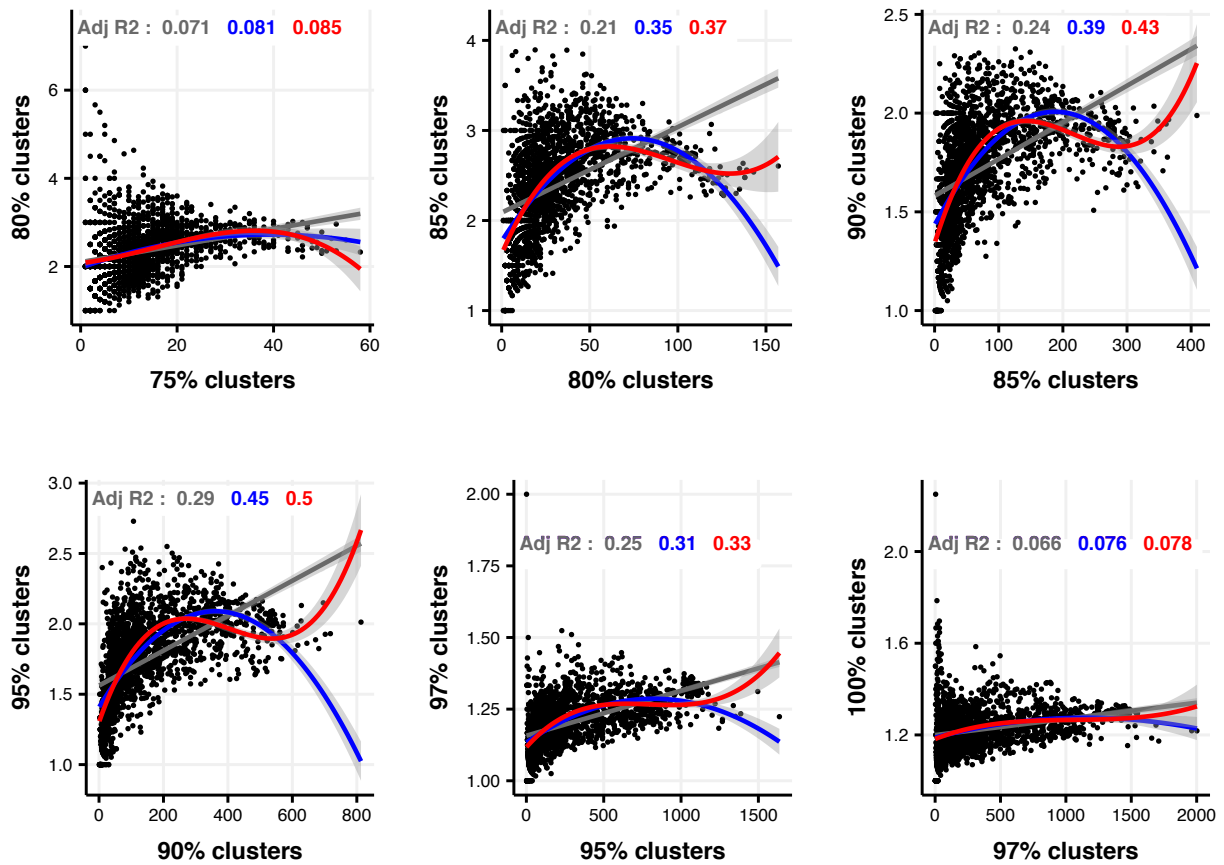 Adj R2 : 0.071 0.081 0.085
80% clusters
6
4
2
0 20 40 60
75% clusters
Adj R2 : 0.21 0.35 0.37
85% clusters
4
3
2
1
0 50 100 150
80% clusters
Adj R2 : 0.24 0.39 0.43
90% clusters
2.5
2.0
1.5
1.0
0 100 200 300 400
85% clusters
Adj R2 : 0.29 0.45 0.5
95% clusters
3.0
2.5
2.0
1.5
1.0
0 200 400 600 800
90% clusters
Adj R2 : 0.25 0.31 0.33
97% clusters
2.00
1.75
1.50
1.25
1.00
0 500 1000 1500
95% clusters
Adj R2 : 0.066 0.076 0.078
100% clusters
2.0
1.6
1.2
0 500 1000 1500 2000
97% clusters